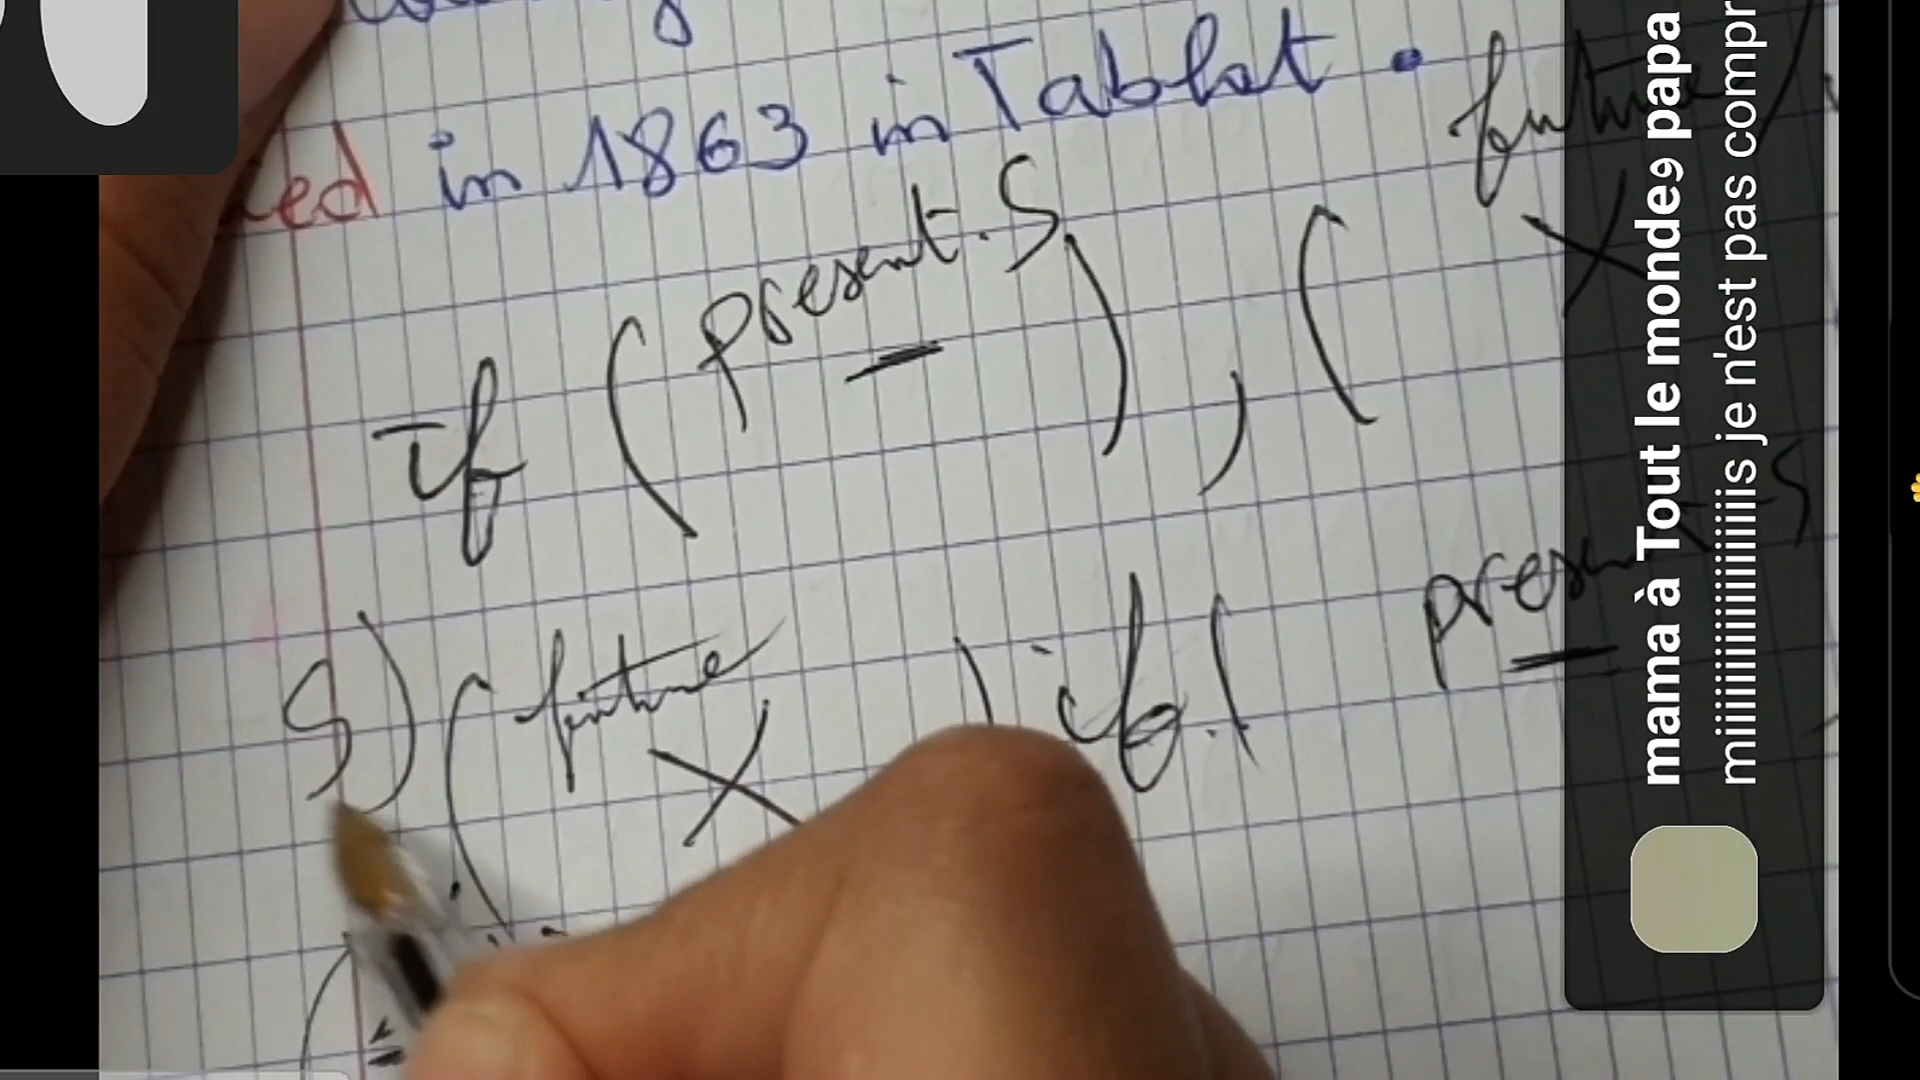 ed in 1863 in Tablat .
If (present.S), ( future
S) (future ) if ( present S
mama à Tout le monde
papa
miiiiiiiiiiiiiiiiiiis je n'est pas compr